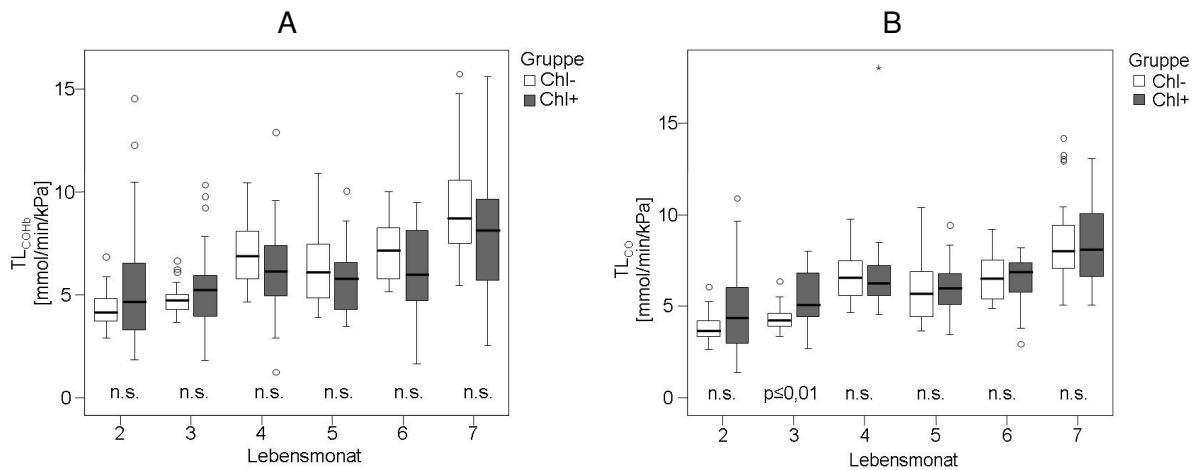 A
B
Gruppe
Chl-
Chl+
Gruppe
Chl-
Chl+
TLCOHb
[mmol/min/kPa]
15
10
5
0
n.s. n.s. n.s. n.s. n.s. n.s.
2 3 4 5 6 7
Lebensmonat
TLCO
[mmol/min/kPa]
15
10
5
0
*
n.s. p≤0,01 n.s. n.s. n.s. n.s.
2 3 4 5 6 7
Lebensmonat